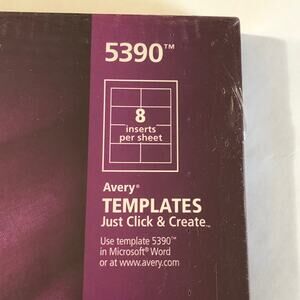 5390™
8
inserts
per sheet
Avery®
TEMPLATES
Just Click & Create™
Use template 5390™
in Microsoft® Word
or at www.avery.com